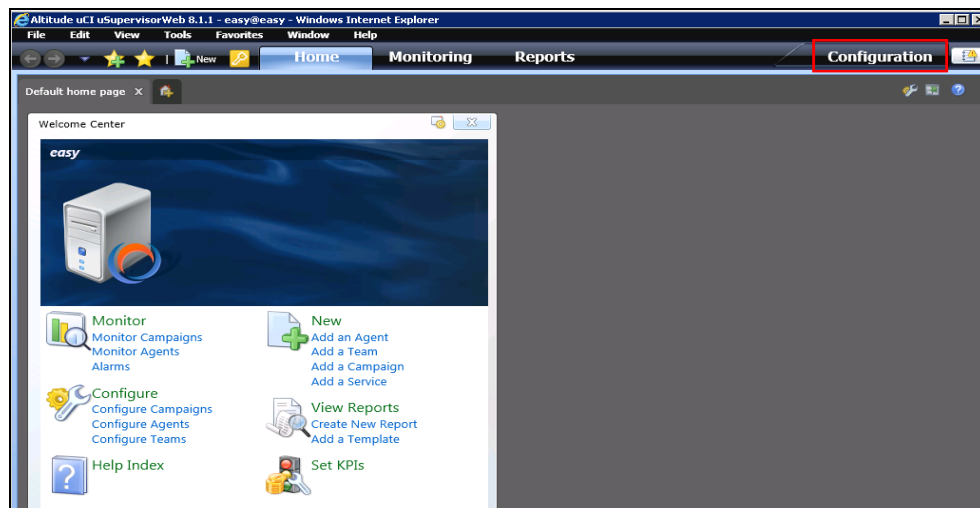 Altitude uCI uSupervisorWeb 8.1.1 - easy@easy - Windows Internet Explorer
File Edit View Tools Favorites Window Help
New Home Monitoring Reports Configuration
Default home page X
Welcome Center
easy
Monitor
Monitor Campaigns
Monitor Agents
Alarms
New
Add an Agent
Add a Team
Add a Campaign
Add a Service
Configure
Configure Campaigns
Configure Agents
Configure Teams
View Reports
Create New Report
Add a Template
Help Index
Set KPIs